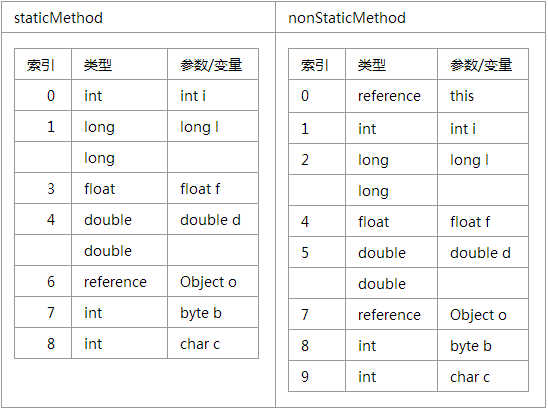 staticMethod
索引 类型 参数/变量
0 int int i
1 long long l
long
3 float float f
4 double double d
double
6 reference Object o
7 int byte b
8 int char c
nonStaticMethod
索引 类型 参数/变量
0 reference this
1 int int i
2 long long l
long
4 float float f
5 double double d
double
7 reference Object o
8 int byte b
9 int char c